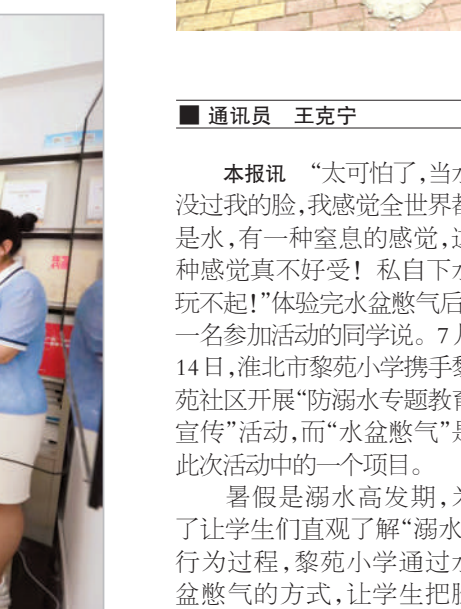 ■ 通讯员 王克宁
本报讯 “太可怕了,当水
没过我的脸,我感觉全世界都
是水,有一种窒息的感觉,这
种感觉真不好受! 私自下水
玩不起!”体验完水盆憋气后
一名参加活动的同学说。7月
14日,淮北市黎苑小学携手黎
苑社区开展“防溺水专题教育
宣传”活动,而“水盆憋气”是
此次活动中的一个项目。
暑假是溺水高发期,为
了让学生们直观了解“溺水
行为过程,黎苑小学通过水
盆憋气的方式,让学生把脸